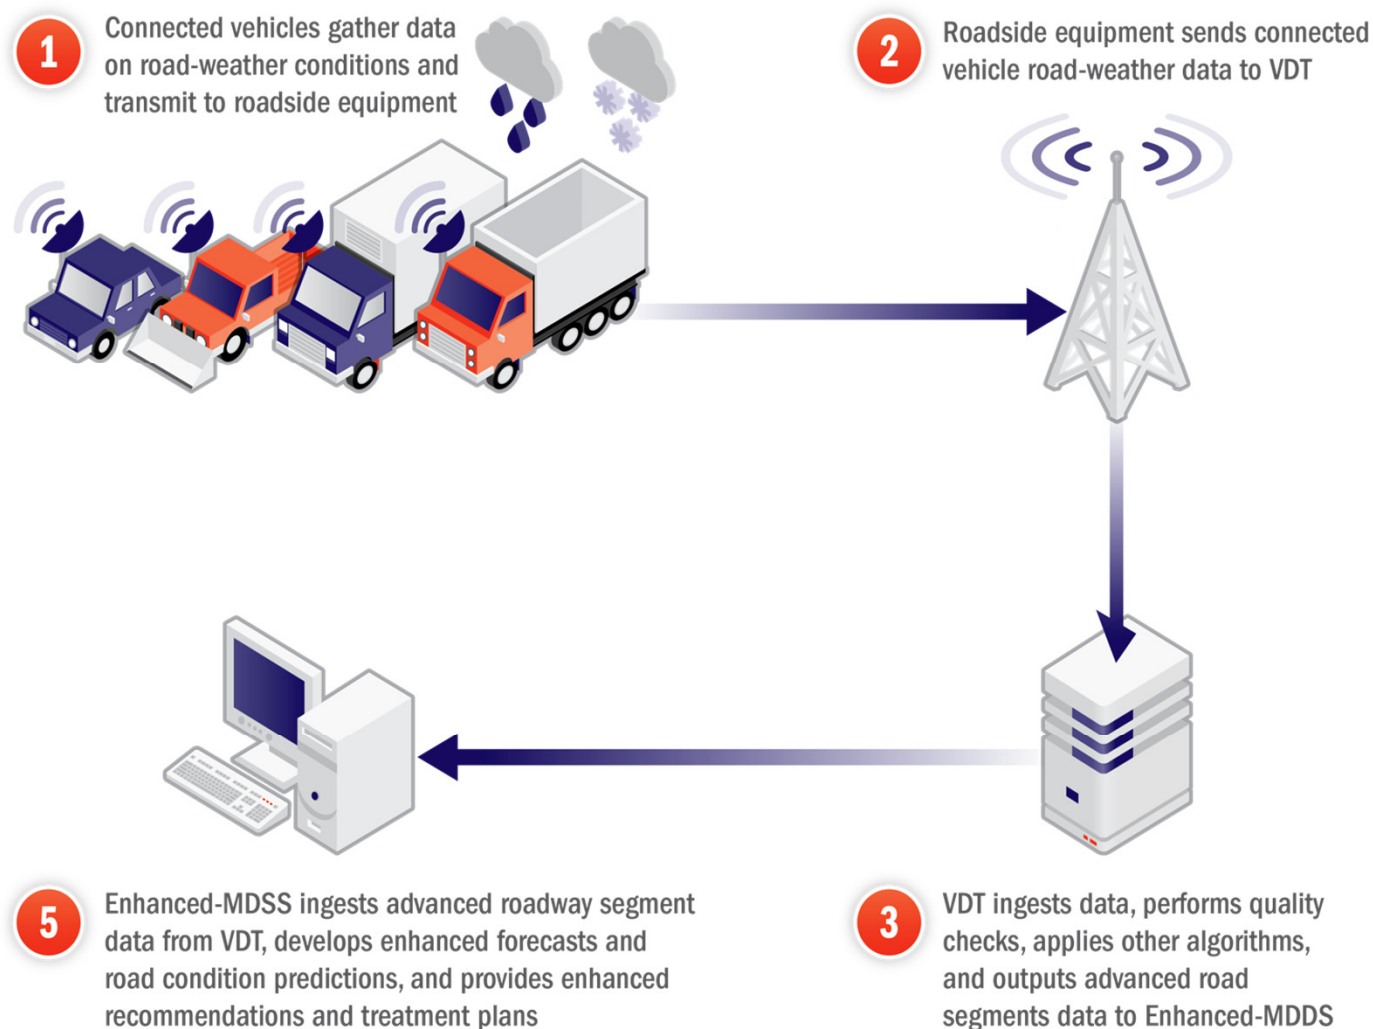 1
Connected vehicles gather data
on road-weather conditions and
transmit to roadside equipment
2
Roadside equipment sends connected
vehicle road-weather data to VDT
5
Enhanced-MDSS ingests advanced roadway segment
data from VDT, develops enhanced forecasts and
road condition predictions, and provides enhanced
recommendations and treatment plans
3
VDT ingests data, performs quality
checks, applies other algorithms,
and outputs advanced road
segments data to Enhanced-MDDS